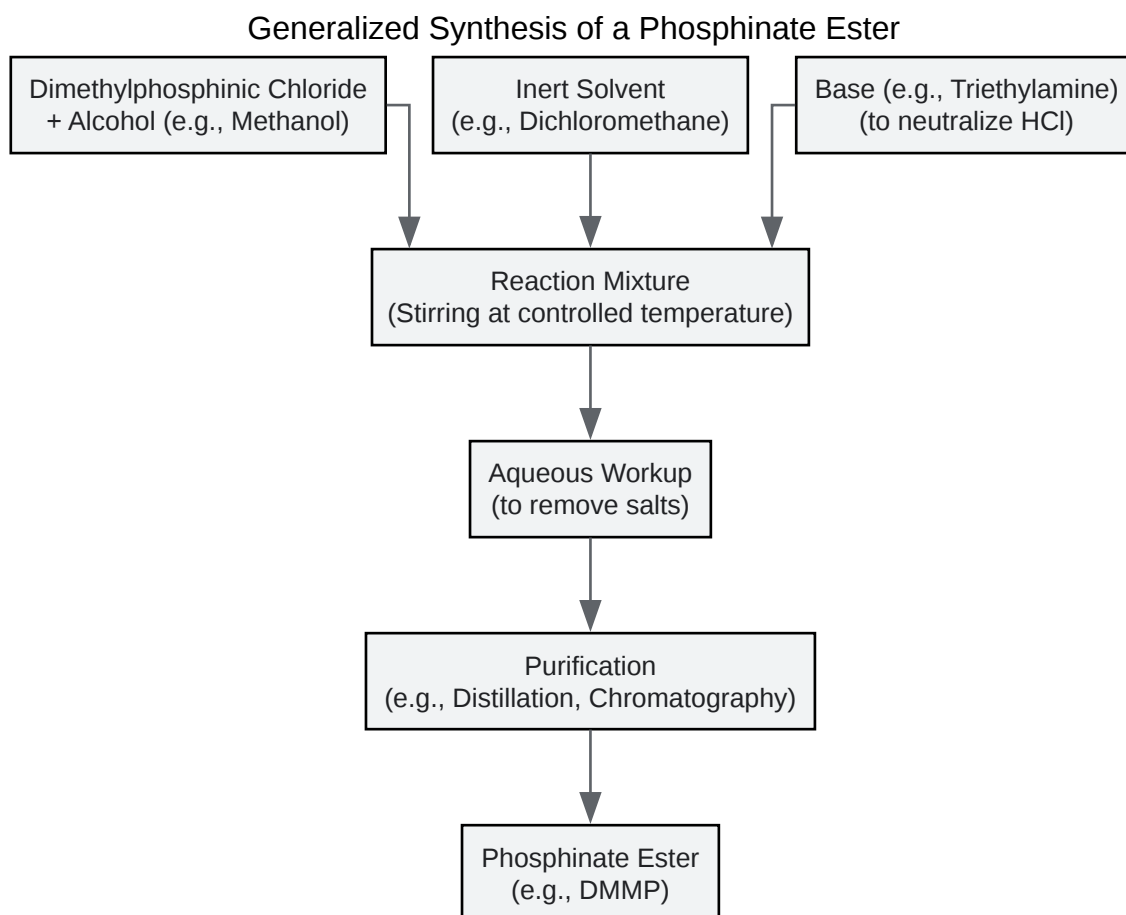 Generalized Synthesis of a Phosphinate Ester
Dimethylphosphinic Chloride
+ Alcohol (e.g., Methanol)
Inert Solvent
(e.g., Dichloromethane)
Base (e.g., Triethylamine)
(to neutralize HCl)
Reaction Mixture
(Stirring at controlled temperature)
Aqueous Workup
(to remove salts)
Purification
(e.g., Distillation, Chromatography)
Phosphinate Ester
(e.g., DMMP)